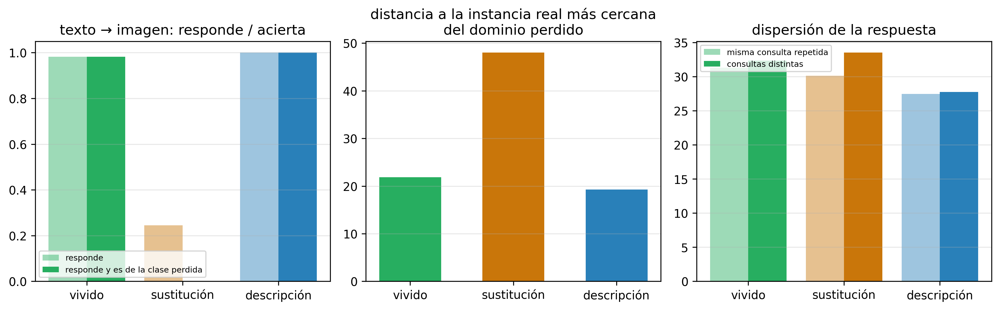 texto → imagen: responde / acierta
1.0
0.8
0.6
0.4
0.2
0.0
responde
responde y es de la clase perdida
vivido
sustitución
descripción
distancia a la instancia real más cercana
del dominio perdido
50
40
30
20
10
0
vivido
sustitución
descripción
dispersión de la respuesta
35
30
25
20
15
10
5
0
misma consulta repetida
consultas distintas
vivido
sustitución
descripción